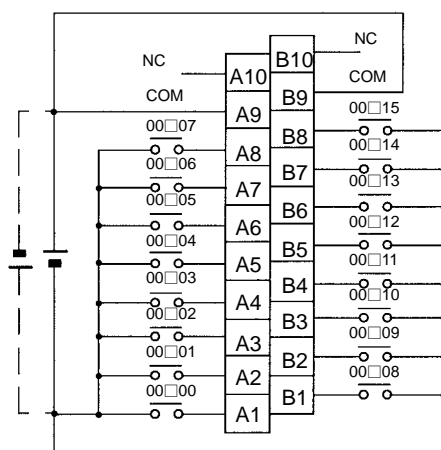 NC
COM
00□07
00□06
00□05
00□04
00□03
00□02
00□01
00□00
A10
A9
A8
A7
A6
A5
A4
A3
A2
A1
B10
B9
B8
B7
B6
B5
B4
B3
B2
B1
NC
COM
00□15
00□14
00□13
00□12
00□11
00□10
00□09
00□08